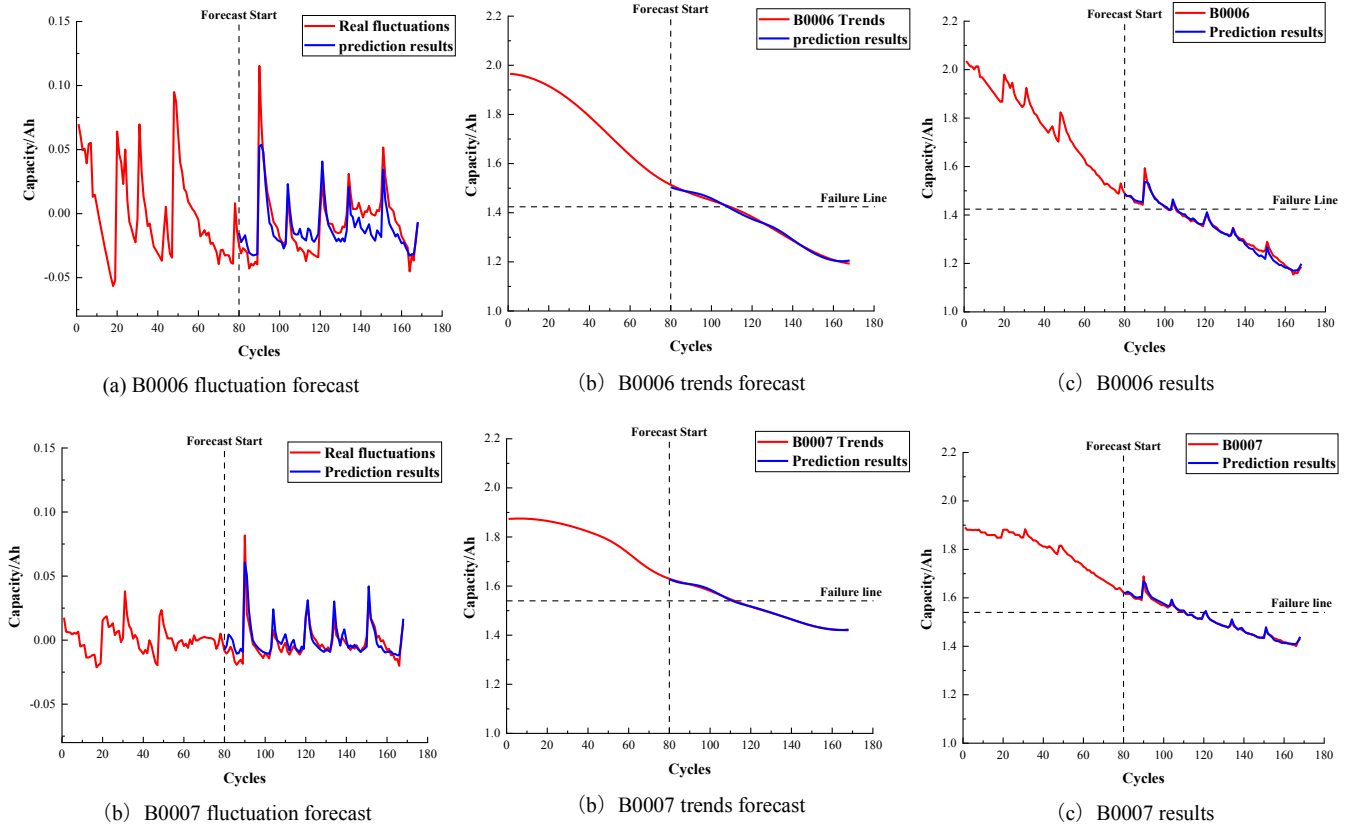 Forecast Start
Real fluctuations
prediction results
0.15
0.10
0.05
0.00
-0.05
Capacity/Ah
0 20 40 60 80 100 120 140 160 180
Cycles
(a) B0006 fluctuation forecast
Forecast Start
B0006 Trends
prediction results
2.2
2.0
1.8
1.6
1.4
1.2
1.0
Capacity/Ah
Failure Line
0 20 40 60 80 100 120 140 160 180
Cycles
(b) B0006 trends forecast
Forecast Start
B0006
Prediction results
2.2
2.0
1.8
1.6
1.4
1.2
1.0
Capacity/Ah
Failure Line
0 20 40 60 80 100 120 140 160 180
Cycles
(c) B0006 results
Forecast Start
Real fluctuations
Prediction results
0.15
0.10
0.05
0.00
-0.05
Capacity/Ah
0 20 40 60 80 100 120 140 160 180
Cycles
(b) B0007 fluctuation forecast
Forecast Start
B0007 Trends
Prediction results
2.2
2.0
1.8
1.6
1.4
1.2
1.0
Capacity/Ah
Failure line
0 20 40 60 80 100 120 140 160 180
Cycles
(b) B0007 trends forecast
Forecast Start
B0007
Prediction results
2.2
2.0
1.8
1.6
1.4
1.2
1.0
Capacity/Ah
Failure line
0 20 40 60 80 100 120 140 160 180
Cycles
(c) B0007 results